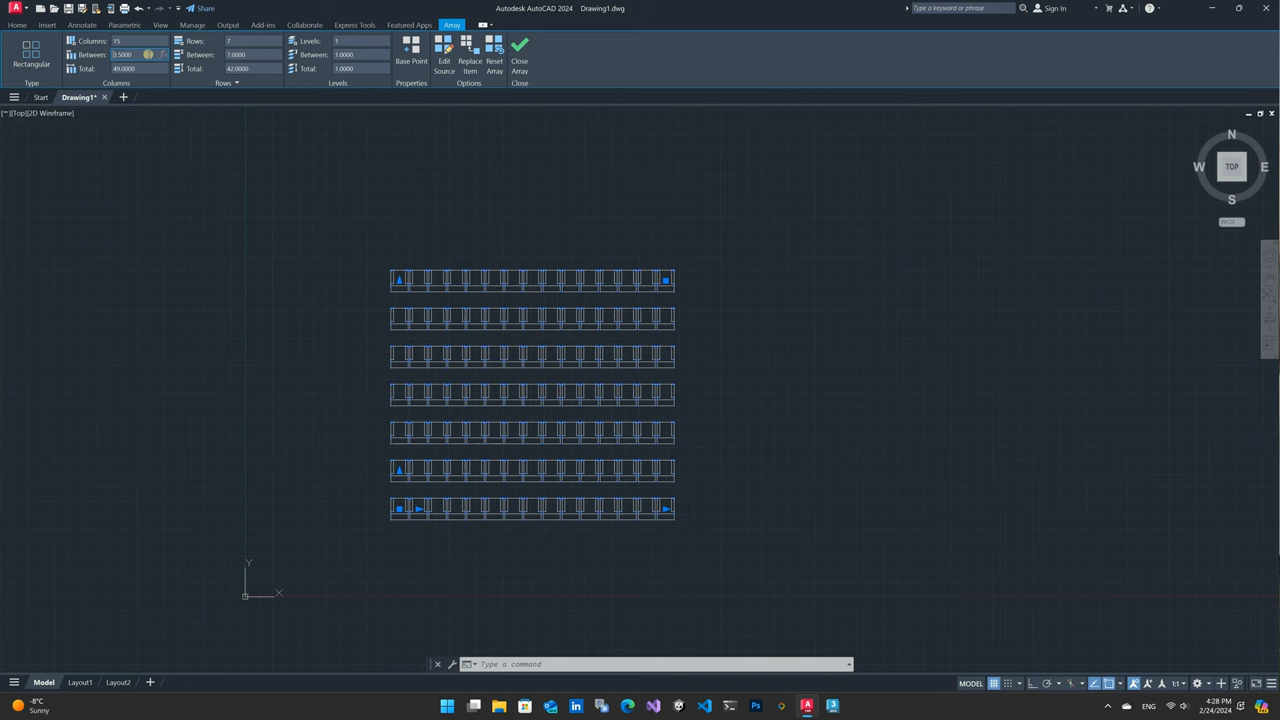 Share
Autodesk AutoCAD 2024 Drawing1.dwg
Type a keyword or phrase
Sign In
Home Insert Annotate Parametric View Manage Output Add-ins Collaborate Express Tools Featured Apps Array
Columns: 15 Rows: 7 Levels: 1
Between: 3.5000 Between: 7.0000 Between: 1.0000
Total: 49.0000 Total: 42.0000 Total: 1.0000
Rectangular
Base Point
Edit Source
Replace Item
Reset Array
Close Array
Type Columns Rows Levels Properties Options Close
Start Drawing1*
[−][Top][2D Wireframe]
N
W TOP E
S
WCS
Y
X
Type a command
Model Layout1 Layout2
MODEL 1:1
-8°C
Sunny
4:28 PM
2/24/2024